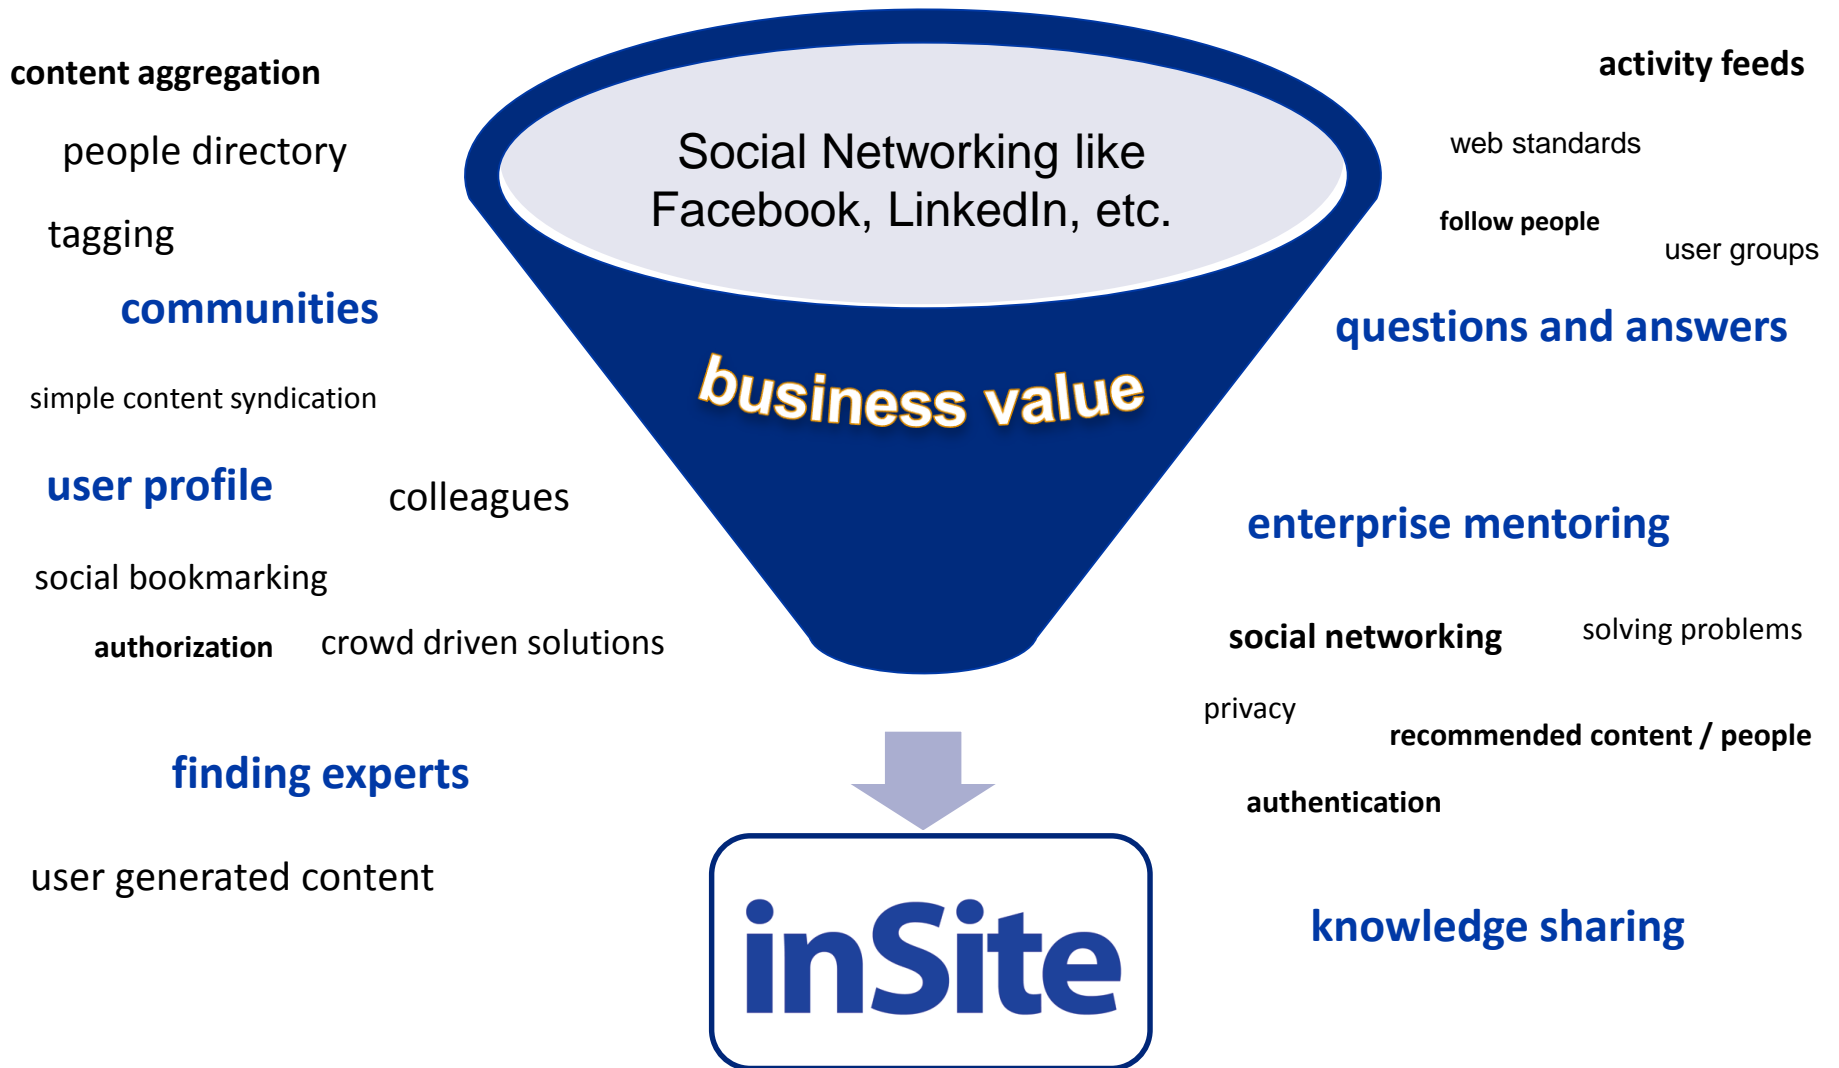 content aggregation
people directory
tagging
communities
simple content syndication
user profile
colleagues
social bookmarking
authorization
crowd driven solutions
finding experts
user generated content
Social Networking like
Facebook, LinkedIn, etc.
business value
inSite
activity feeds
web standards
follow people
user groups
questions and answers
enterprise mentoring
social networking
solving problems
privacy
recommended content / people
authentication
knowledge sharing